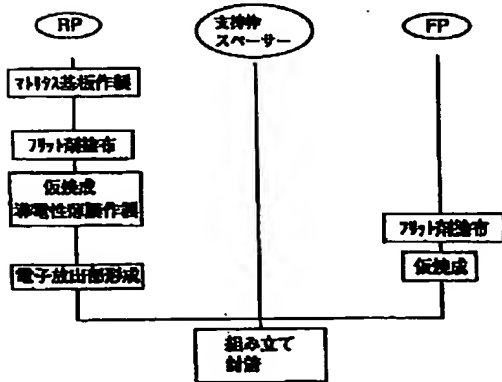 RP
支持枠
スペーサー
FP
マトリクス基板作製
フリット剤塗布
仮焼成
導電性薄膜作製
フリット剤塗布
仮焼成
電子放出部形成
組み立て
封着